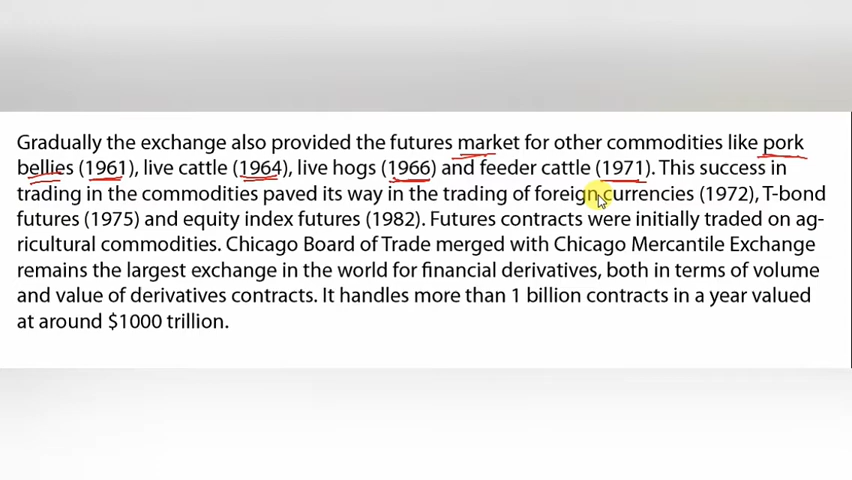 Gradually the exchange also provided the futures market for other commodities like pork
bellies (1961), live cattle (1964), live hogs (1966) and feeder cattle (1971). This success in
trading in the commodities paved its way in the trading of foreign currencies (1972), T-bond
futures (1975) and equity index futures (1982). Futures contracts were initially traded on ag-
ricultural commodities. Chicago Board of Trade merged with Chicago Mercantile Exchange
remains the largest exchange in the world for financial derivatives, both in terms of volume
and value of derivatives contracts. It handles more than 1 billion contracts in a year valued
at around $1000 trillion.